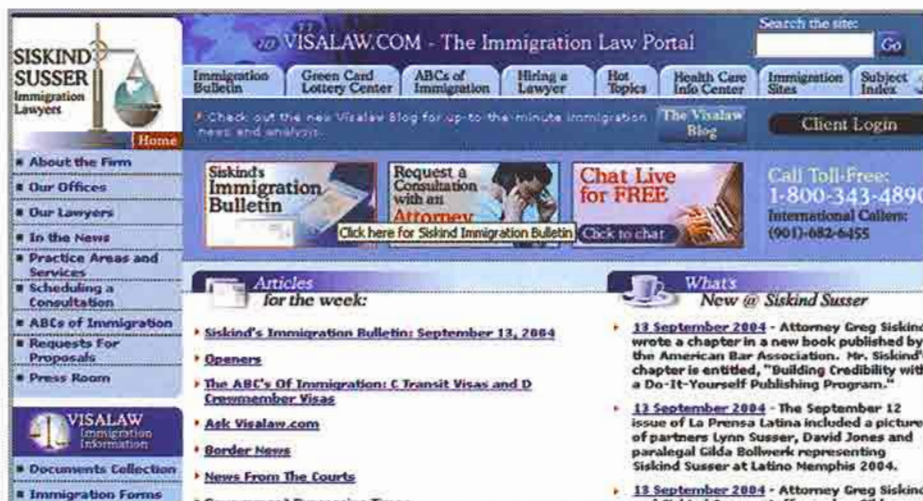 SISKIND
SUSSER
Immigration
Lawyers
Home
VISALAW.COM - The Immigration Law Portal
Search the site:
Go
Immigration
Bulletin
Green Card
Lottery Center
ABCs of
Immigration
Hiring a
Lawyer
Hot
Topics
Health Care
Info Center
Immigration
Sites
Subject
Index
Check out the new Visalaw Blog for up-to-the-minute immigration
news and analysis.
The Visalaw
Blog
Client Login
About the Firm
Our Offices
Our Lawyers
In the News
Practice Areas and
Services
Scheduling a
Consultation
ABCs of Immigration
Requests For
Proposals
Press Room
VISALAW
Immigration
Information
Documents Collection
Immigration Forms
Siskind's
Immigration
Bulletin
Request a
Consultation
with an
Attorney
Click here for Siskind Immigration Bulletin
Chat Live
for FREE
Click to chat
Call Toll-Free:
1-800-343-4890
International Callers:
(901)-682-6455
Articles
for the week:
Siskind's Immigration Bulletin: September 13, 2004
Openers
The ABC's Of Immigration: C Transit Visas and D
Crewmember Visas
Ask Visalaw.com
Border News
News From The Courts
What's
New @ Siskind Susser
13 September 2004 - Attorney Greg Siskind
wrote a chapter in a new book published by
the American Bar Association. Mr. Siskind'
chapter is entitled, "Building Credibility with
a Do-It-Yourself Publishing Program."
13 September 2004 - The September 12
issue of La Prensa Latina included a picture
of partners Lynn Susser, David Jones and
paralegal Gilda Bollwerk representing
Siskind Susser at Latino Memphis 2004.
13 September 2004 - Attorney Greg Siskind